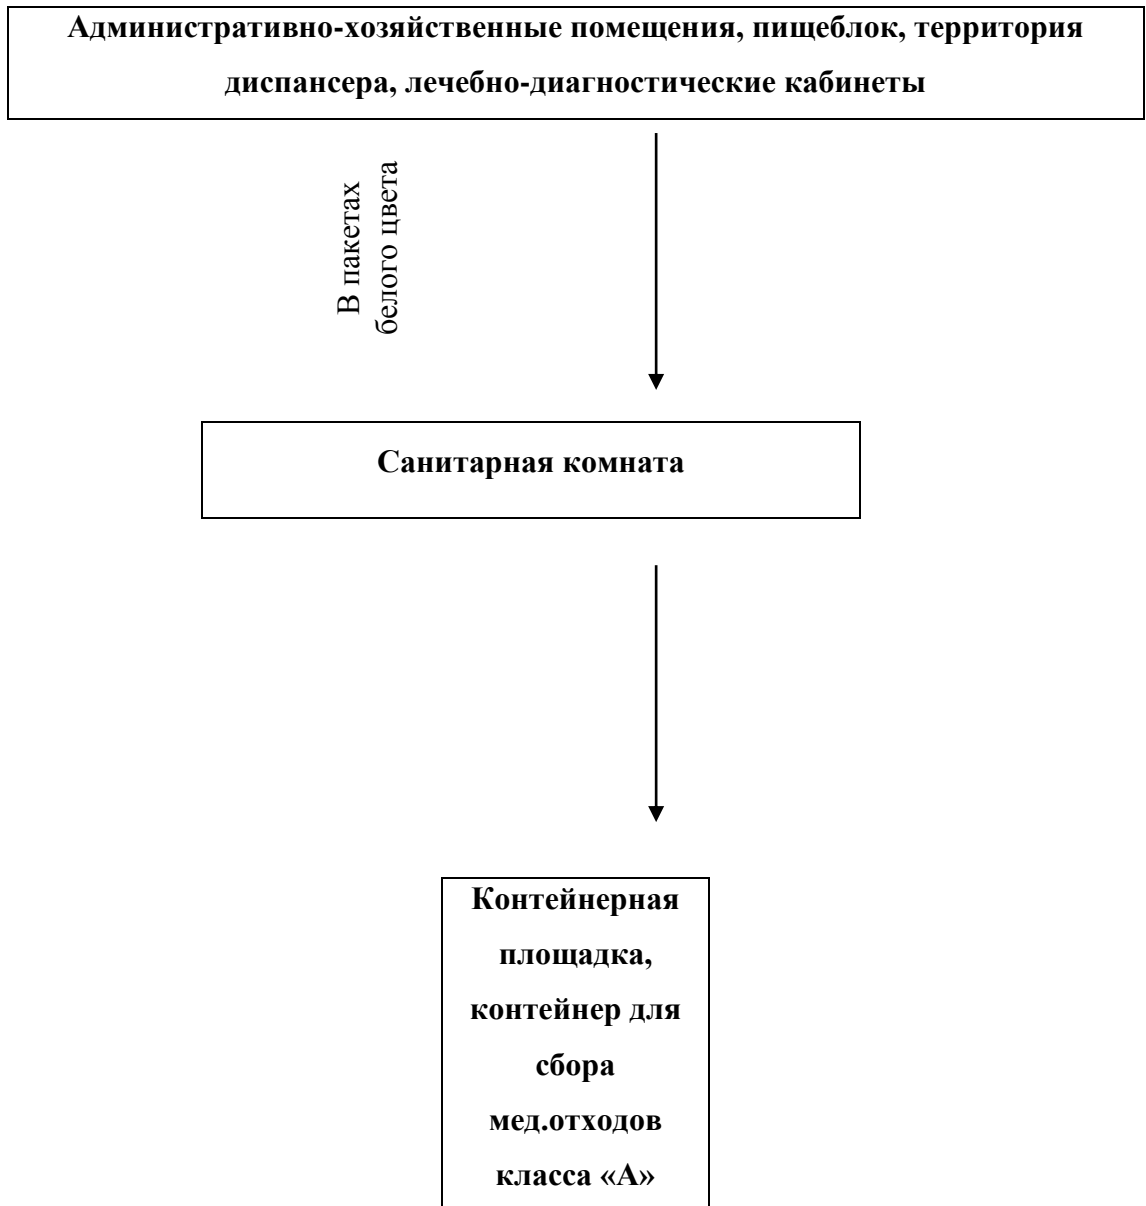 Административно-хозяйственные помещения, пищеблок, территория
диспансера, лечебно-диагностические кабинеты
В пакетах
белого цвета
Санитарная комната
Контейнерная
площадка,
контейнер для
сбора
мед.отходов
класса «А»